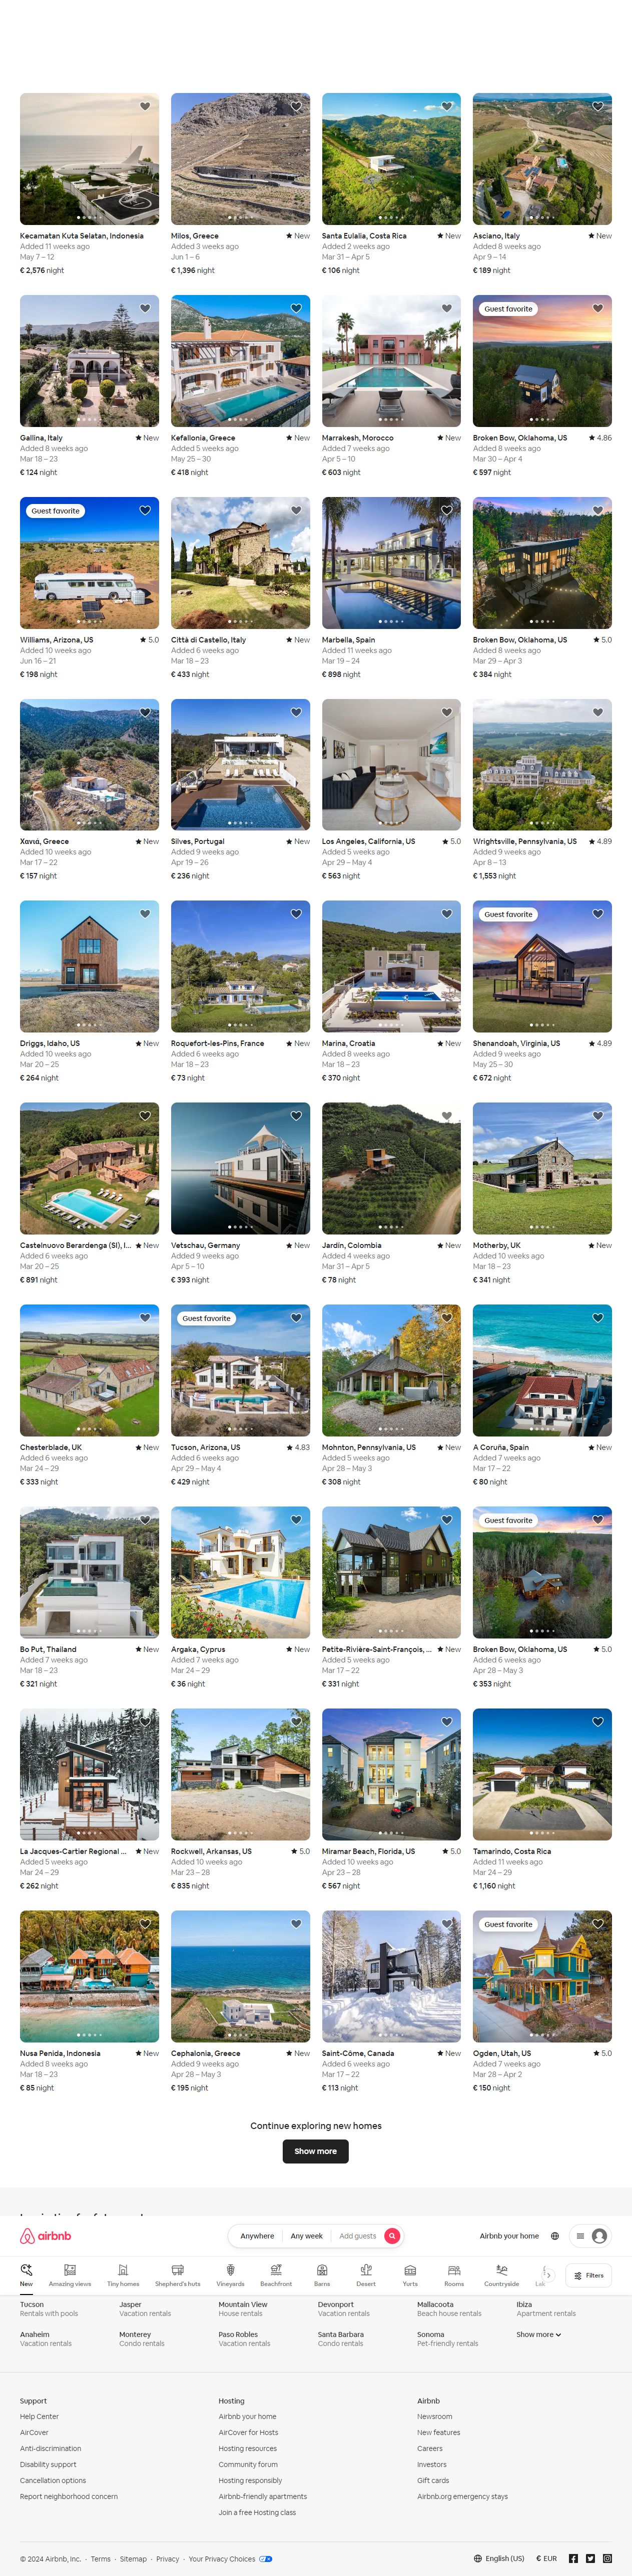 Kecamatan Kuta Selatan, Indonesia
Added 11 weeks ago
May 7 – 12
€ 2,576 night
Milos, Greece
New
Added 3 weeks ago
Jun 1 – 6
€ 1,396 night
Santa Eulalia, Costa Rica
New
Added 2 weeks ago
Mar 31 – Apr 5
€ 106 night
Asciano, Italy
New
Added 8 weeks ago
Apr 9 – 14
€ 189 night
Gallina, Italy
New
Added 8 weeks ago
Mar 18 – 23
€ 124 night
Kefallonia, Greece
New
Added 5 weeks ago
May 25 – 30
€ 418 night
Marrakesh, Morocco
New
Added 7 weeks ago
Apr 5 – 10
€ 603 night
Guest favorite
Broken Bow, Oklahoma, US
4.86
Added 8 weeks ago
Mar 30 – Apr 4
€ 597 night
Guest favorite
Williams, Arizona, US
5.0
Added 10 weeks ago
Jun 16 – 21
€ 198 night
Città di Castello, Italy
New
Added 6 weeks ago
Mar 18 – 23
€ 433 night
Marbella, Spain
Added 11 weeks ago
Mar 19 – 24
€ 898 night
Broken Bow, Oklahoma, US
5.0
Added 8 weeks ago
Mar 29 – Apr 3
€ 384 night
Χανιά, Greece
New
Added 10 weeks ago
Mar 17 – 22
€ 157 night
Silves, Portugal
New
Added 9 weeks ago
Apr 19 – 26
€ 236 night
Los Angeles, California, US
5.0
Added 5 weeks ago
Apr 29 – May 4
€ 563 night
Wrightsville, Pennsylvania, US
4.89
Added 9 weeks ago
Apr 8 – 13
€ 1,553 night
Driggs, Idaho, US
New
Added 10 weeks ago
Mar 20 – 25
€ 264 night
Roquefort-les-Pins, France
New
Added 6 weeks ago
Mar 18 – 23
€ 73 night
Marina, Croatia
New
Added 8 weeks ago
Mar 18 – 23
€ 370 night
Guest favorite
Shenandoah, Virginia, US
4.89
Added 9 weeks ago
May 25 – 30
€ 672 night
Castelnuovo Berardenga (SI), I...
New
Added 6 weeks ago
Mar 20 – 25
€ 891 night
Vetschau, Germany
New
Added 9 weeks ago
Apr 5 – 10
€ 393 night
Jardín, Colombia
New
Added 4 weeks ago
Mar 31 – Apr 5
€ 78 night
Motherby, UK
New
Added 10 weeks ago
Mar 18 – 23
€ 341 night
Chesterblade, UK
New
Added 6 weeks ago
Mar 24 – 29
€ 333 night
Guest favorite
Tucson, Arizona, US
4.83
Added 6 weeks ago
Apr 29 – May 4
€ 429 night
Mohnton, Pennsylvania, US
New
Added 5 weeks ago
Apr 28 – May 3
€ 308 night
A Coruña, Spain
New
Added 7 weeks ago
Mar 17 – 22
€ 80 night
Bo Put, Thailand
New
Added 7 weeks ago
Mar 18 – 23
€ 321 night
Argaka, Cyprus
New
Added 7 weeks ago
Mar 24 – 29
€ 36 night
Petite-Rivière-Saint-François, ...
New
Added 5 weeks ago
Mar 17 – 22
€ 331 night
Guest favorite
Broken Bow, Oklahoma, US
5.0
Added 6 weeks ago
Apr 28 – May 3
€ 353 night
La Jacques-Cartier Regional ...
New
Added 5 weeks ago
Mar 24 – 29
€ 262 night
Rockwell, Arkansas, US
5.0
Added 10 weeks ago
Mar 23 – 28
€ 835 night
Miramar Beach, Florida, US
5.0
Added 10 weeks ago
Apr 23 – 28
€ 567 night
Tamarindo, Costa Rica
Added 11 weeks ago
Mar 24 – 29
€ 1,160 night
Nusa Penida, Indonesia
New
Added 8 weeks ago
Mar 18 – 23
€ 85 night
Cephalonia, Greece
New
Added 9 weeks ago
Apr 28 – May 3
€ 195 night
Saint-Côme, Canada
New
Added 6 weeks ago
Mar 17 – 22
€ 113 night
Guest favorite
Ogden, Utah, US
5.0
Added 7 weeks ago
Mar 28 – Apr 2
€ 150 night
Continue exploring new homes
Show more
airbnb
Anywhere
Any week
Add guests
Airbnb your home
New
Amazing views
Tiny homes
Shepherd's huts
Vineyards
Beachfront
Barns
Desert
Yurts
Rooms
Countryside
Filters
Tucson
Rentals with pools
Jasper
Vacation rentals
Mountain View
House rentals
Devonport
Vacation rentals
Mallacoota
Beach house rentals
Ibiza
Apartment rentals
Anaheim
Vacation rentals
Monterey
Condo rentals
Paso Robles
Vacation rentals
Santa Barbara
Condo rentals
Sonoma
Pet-friendly rentals
Show more
Support
Help Center
AirCover
Anti-discrimination
Disability support
Cancellation options
Report neighborhood concern
Hosting
Airbnb your home
AirCover for Hosts
Hosting resources
Community forum
Hosting responsibly
Airbnb-friendly apartments
Join a free Hosting class
Airbnb
Newsroom
New features
Careers
Investors
Gift cards
Airbnb.org emergency stays
© 2024 Airbnb, Inc. · Terms · Sitemap · Privacy · Your Privacy Choices
English (US)
€ EUR